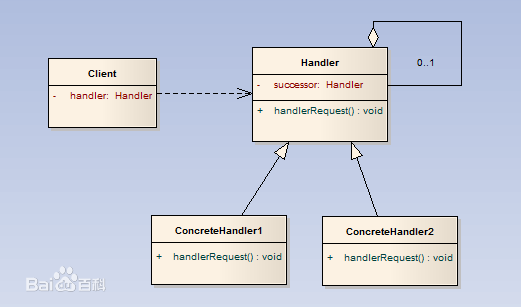 Client
- handler: Handler
Handler
- successor: Handler
+ handlerRequest() : void
0..1
ConcreteHandler1
+ handlerRequest() : void
ConcreteHandler2
+ handlerRequest() : void
Bai百科